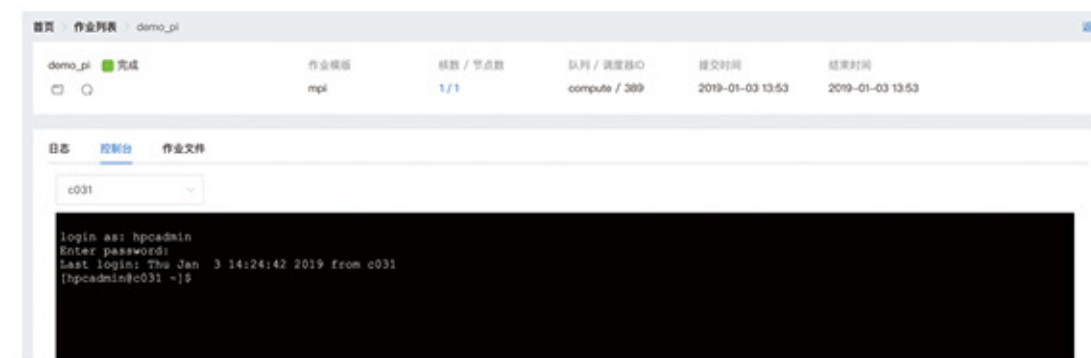 首页 作业列表 demo_pi
demo_pi 完成 作业模版 核数 / 节点数 队列 / 调度器ID 提交时间 结束时间
mpi 1 / 1 compute / 389 2019-01-03 13:53 2019-01-03 13:53
日志 控制台 作业文件
c031
login as: hpcadmin
Enter password:
Last login: Thu Jan  3 14:24:42 2019 from c031
[hpcadmin@c031 ~]$